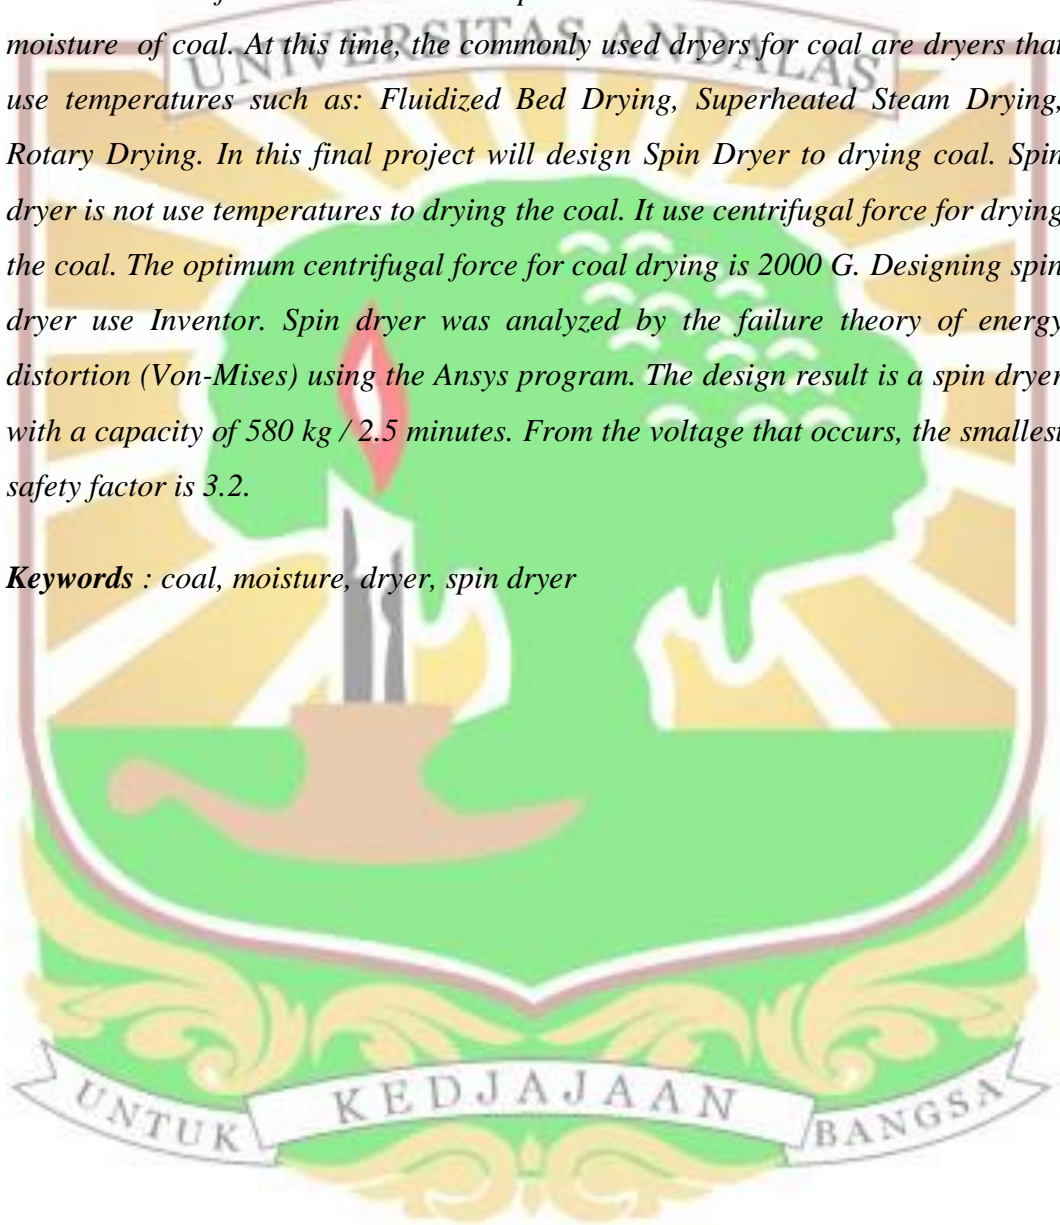 UNIVERSITAS ANDALAS
moisture of coal. At this time, the commonly used dryers for coal are dryers that
use temperatures such as: Fluidized Bed Drying, Superheated Steam Drying,
Rotary Drying. In this final project will design Spin Dryer to drying coal. Spin
dryer is not use temperatures to drying the coal. It use centrifugal force for drying
the coal. The optimum centrifugal force for coal drying is 2000 G. Designing spin
dryer use Inventor. Spin dryer was analyzed by the failure theory of energy
distortion (Von-Mises) using the Ansys program. The design result is a spin dryer
with a capacity of 580 kg / 2.5 minutes. From the voltage that occurs, the smallest
safety factor is 3.2.
Keywords : coal, moisture, dryer, spin dryer
UNTUK KEDJAJAAN BANGSA